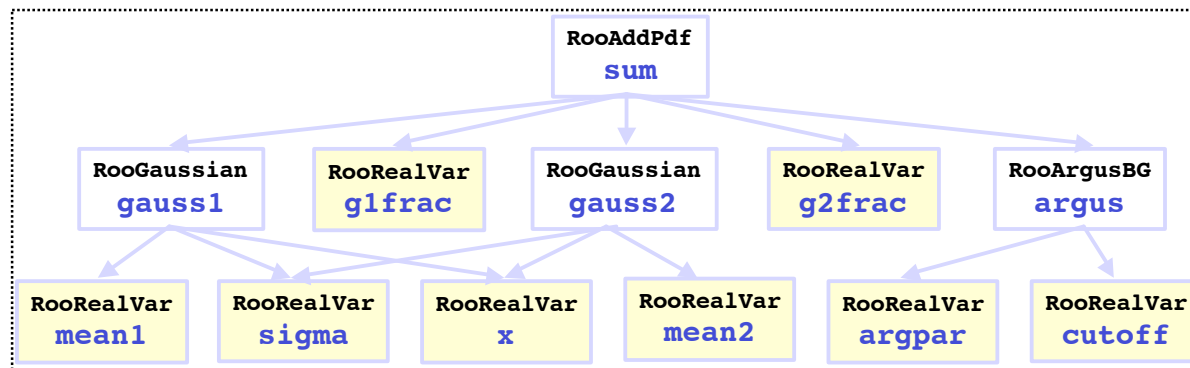 RooAddPdf
sum
RooGaussian
gauss1
RooRealVar
g1frac
RooGaussian
gauss2
RooRealVar
g2frac
RooArgusBG
argus
RooRealVar
mean1
RooRealVar
sigma
RooRealVar
x
RooRealVar
mean2
RooRealVar
argpar
RooRealVar
cutoff